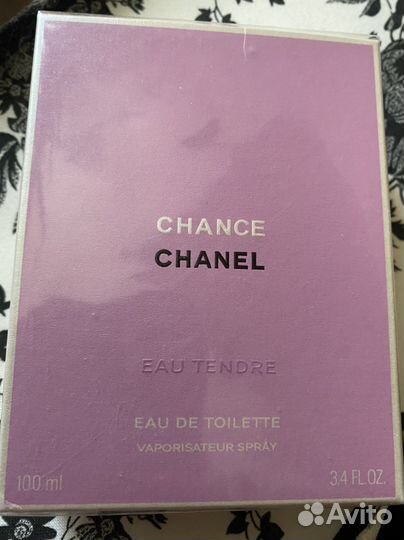 CHANCE
CHANEL
EAU TENDRE
EAU DE TOILETTE
VAPORISATEUR SPRAY
100 ml 3.4 FL.OZ.
Avito